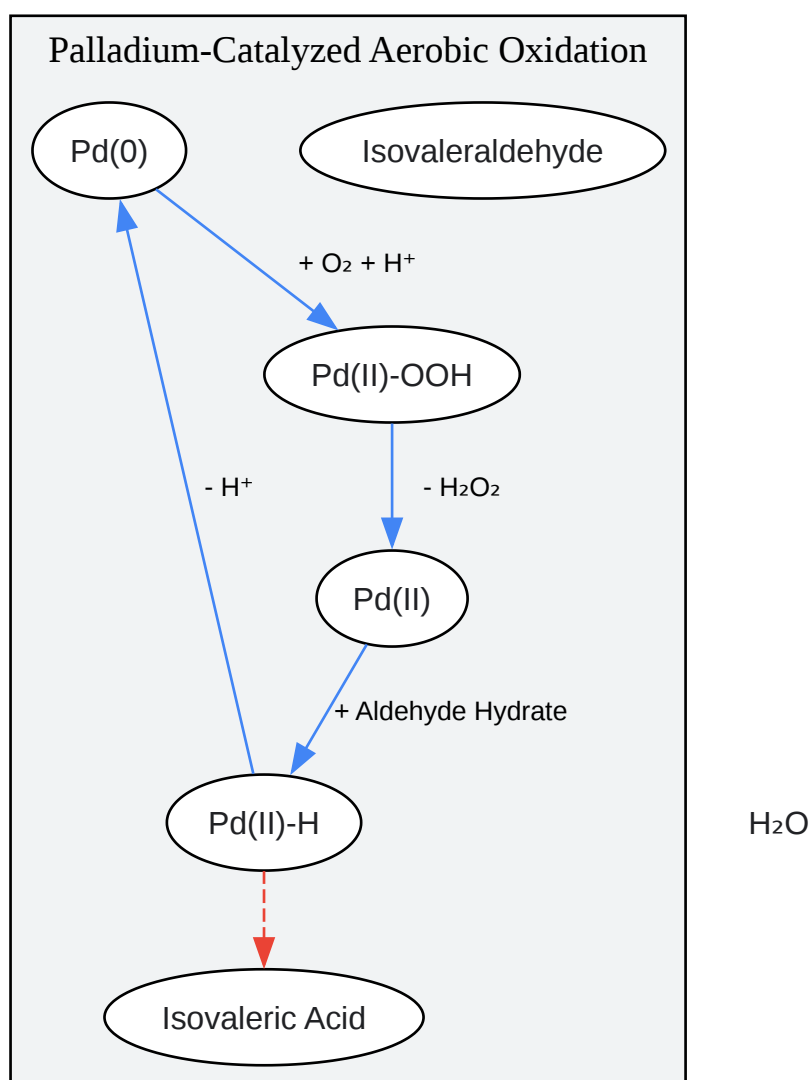 Palladium-Catalyzed Aerobic Oxidation
Pd(0)
Isovaleraldehyde
+ O₂ + H⁺
Pd(II)-OOH
- H⁺
- H₂O₂
Pd(II)
+ Aldehyde Hydrate
Pd(II)-H
H₂O
Isovaleric Acid